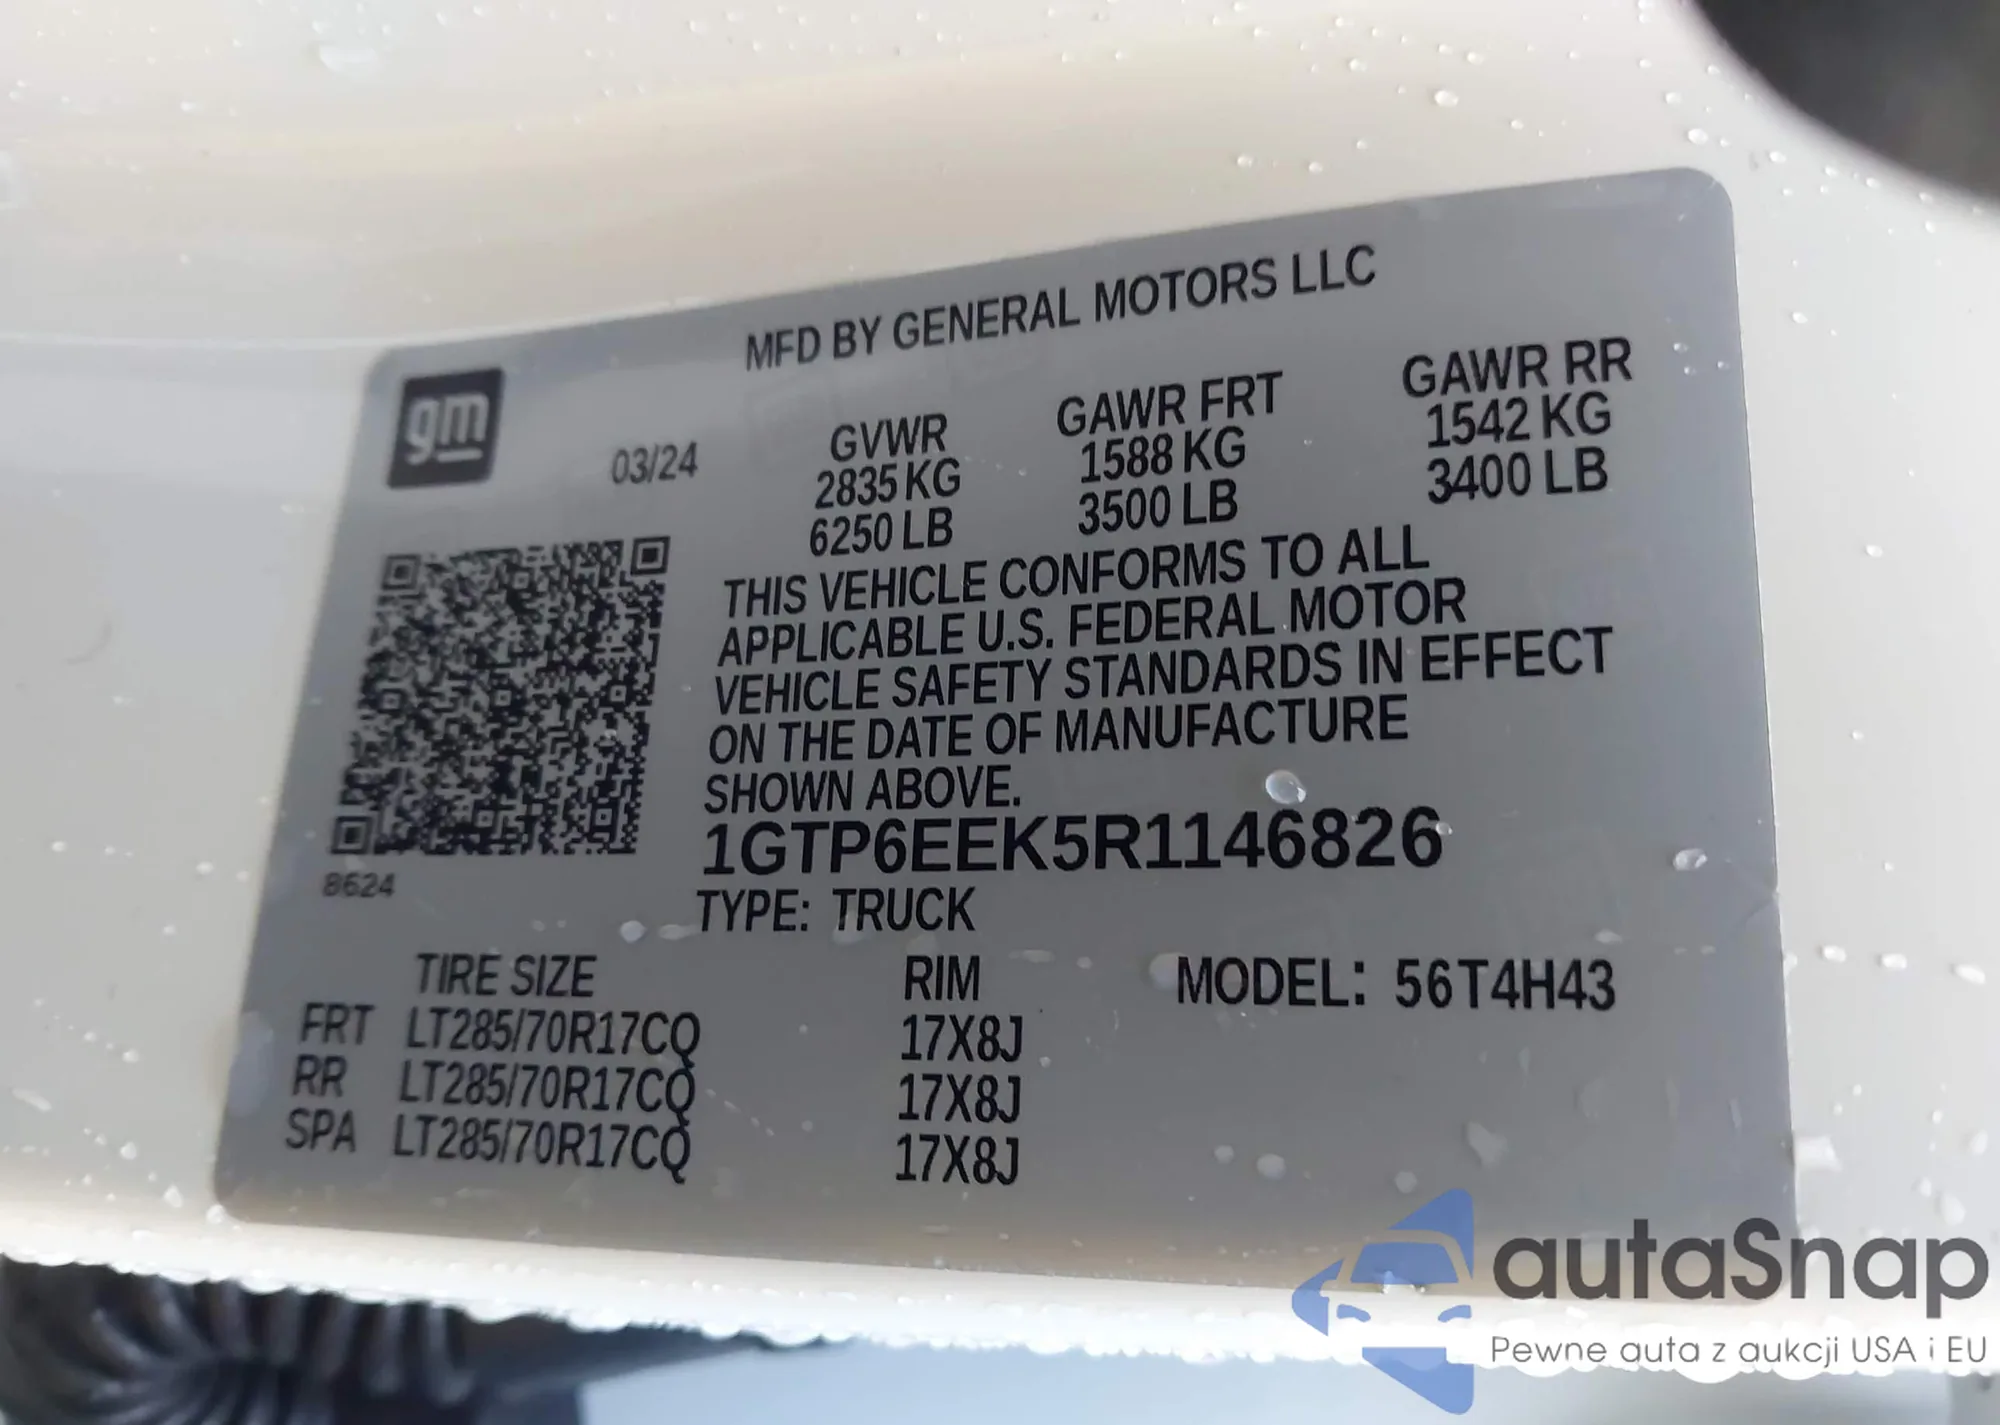 MFD BY GENERAL MOTORS LLC
gm
03/24
GVWR GAWR FRT GAWR RR
2835 KG 1588 KG 1542 KG
6250 LB 3500 LB 3400 LB
THIS VEHICLE CONFORMS TO ALL
APPLICABLE U.S. FEDERAL MOTOR
VEHICLE SAFETY STANDARDS IN EFFECT
ON THE DATE OF MANUFACTURE
SHOWN ABOVE.
1GTP6EEK5R1146826
8624
TYPE: TRUCK
TIRE SIZE RIM MODEL: 56T4H43
FRT LT285/70R17CQ 17X8J
RR LT285/70R17CQ 17X8J
SPA LT285/70R17CQ 17X8J
autaSnap
Pewne auta z aukcji USA i EU